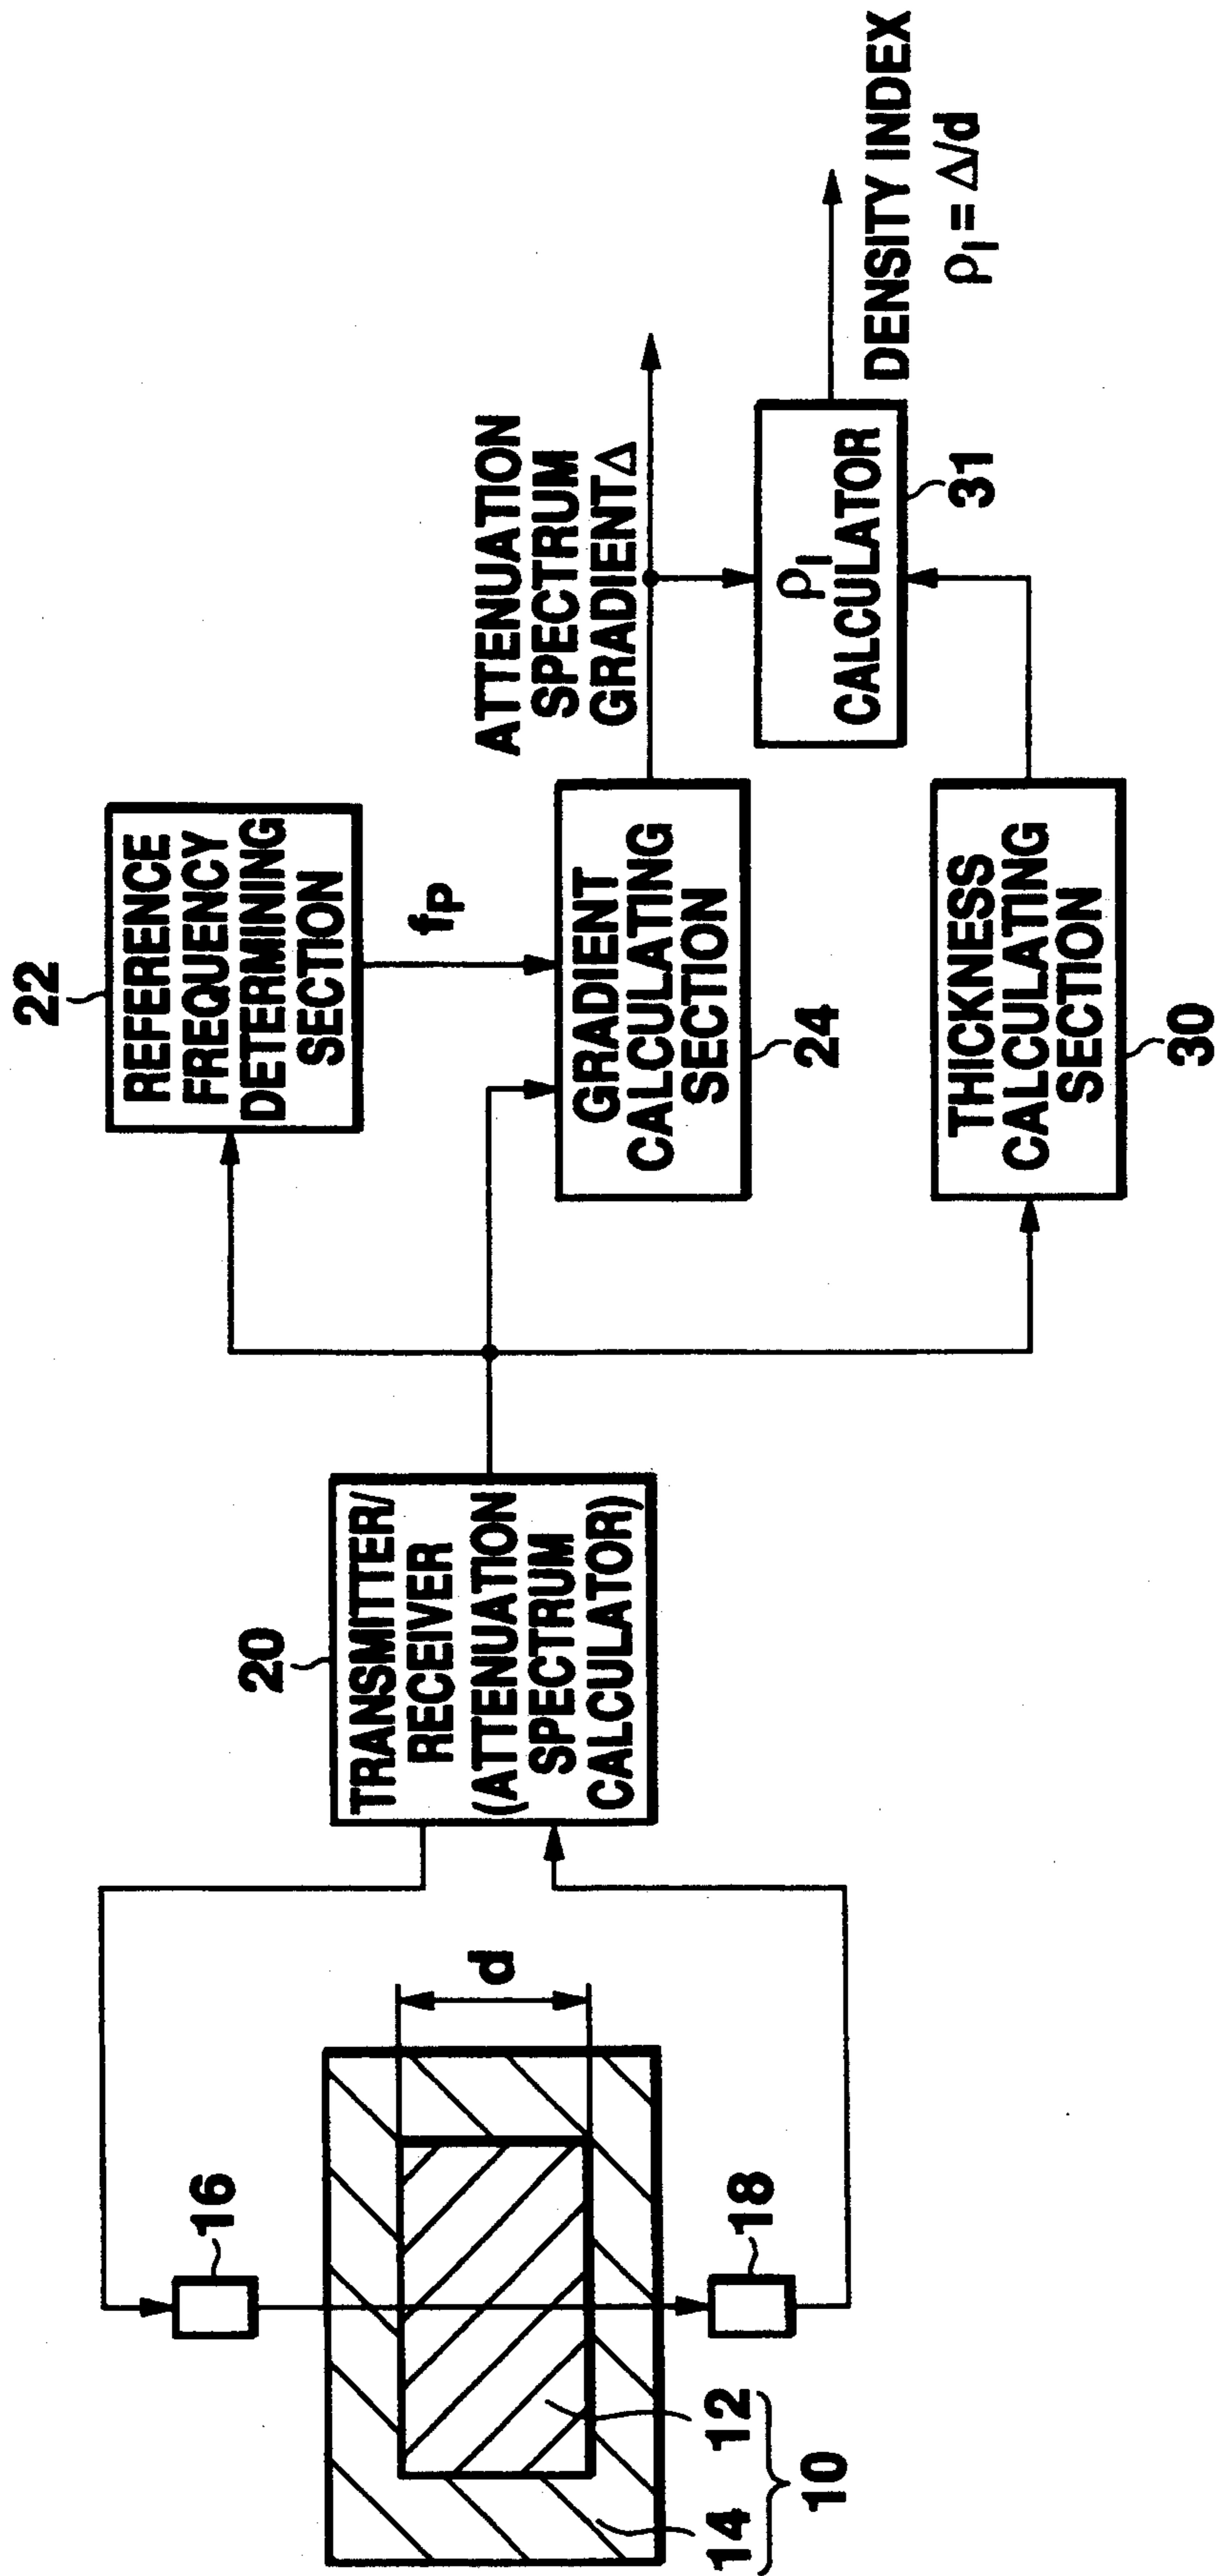 22
REFERENCE
FREQUENCY
DETERMINING
SECTION
fP
ATTENUATION
SPECTRUM
GRADIENT Δ
20
TRANSMITTER/
RECEIVER
(ATTENUATION
SPECTRUM
CALCULATOR)
GRADIENT
CALCULATING
SECTION
24
ρI
CALCULATOR
31
DENSITY INDEX
ρI = Δ/d
THICKNESS
CALCULATING
SECTION
30
16
d
18
14
12
10